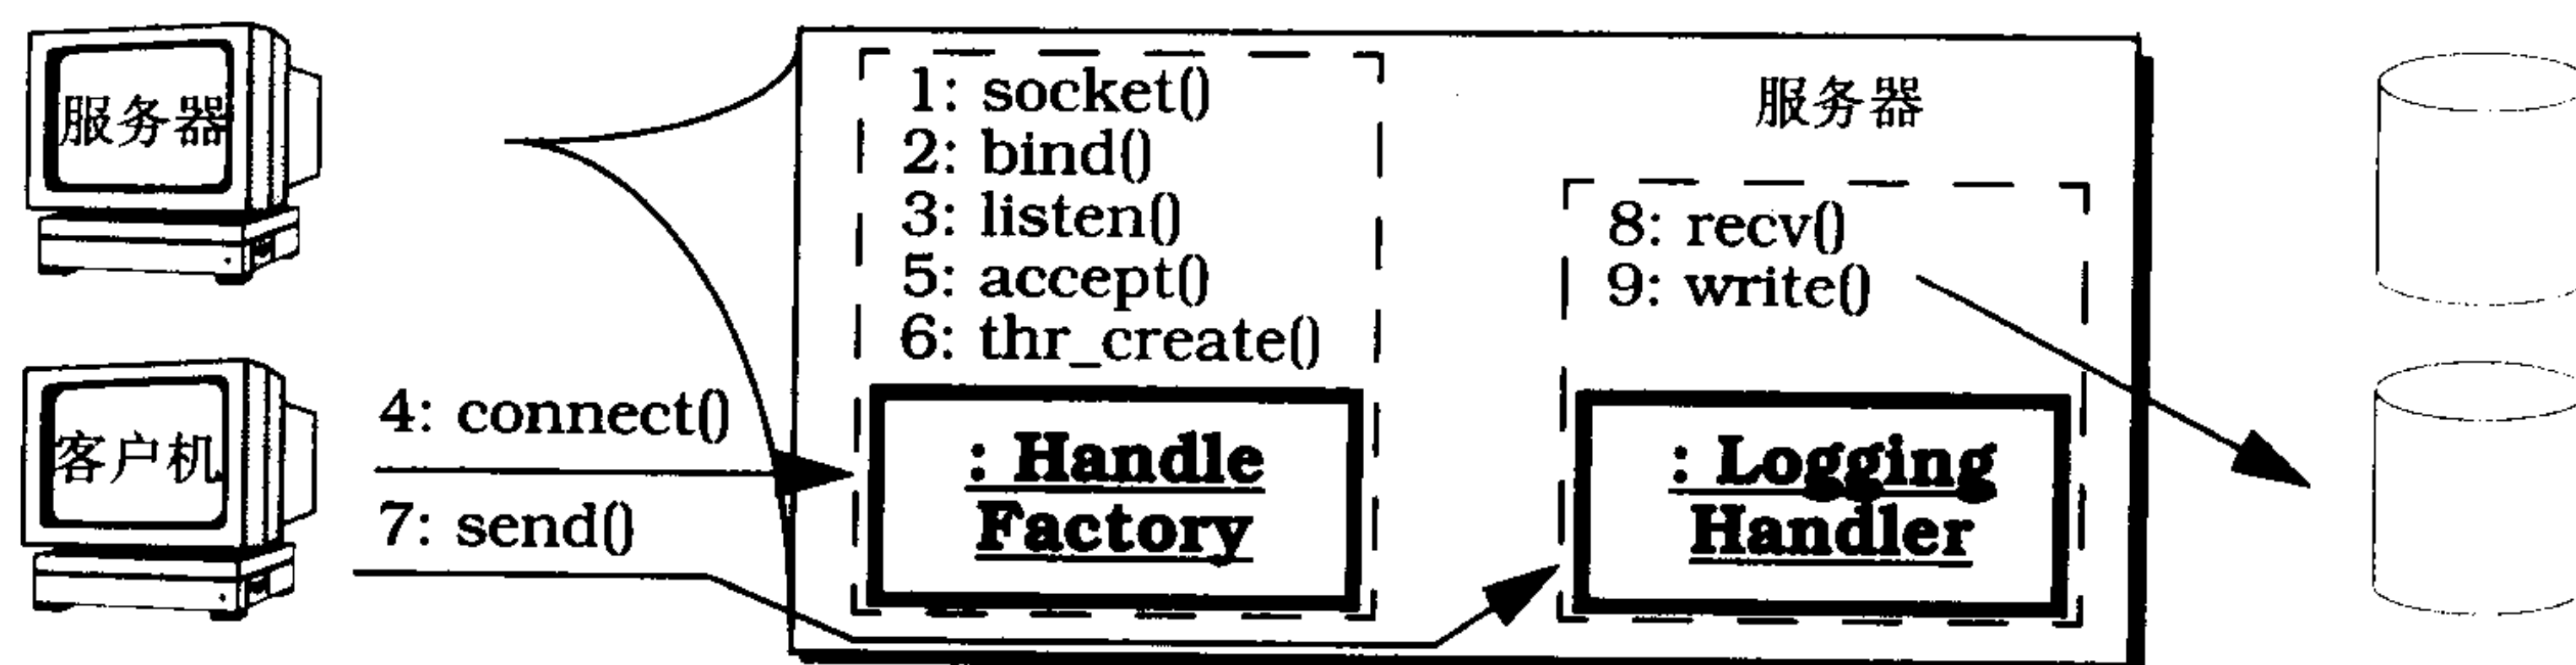 服务器
客户机
4: connect()
7: send()
1: socket()
2: bind()
3: listen()
5: accept()
6: thr_create()
: Handle
Factory
服务器
8: recv()
9: write()
: Logging
Handler